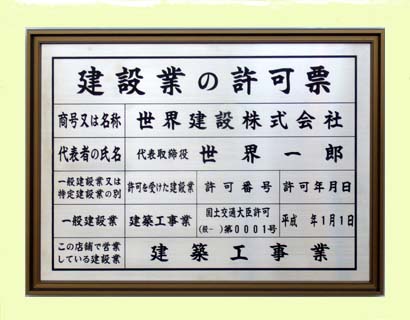 建設業の許可票
商号又は名称 世界建設株式会社
代表者の氏名 代表取締役 世界一郎
一般建設業又は
特定建設業の別 許可を受けた建設業 許可番号 許可年月日
一般建設業 建築工事業 国土交通大臣許可
(般ー )第0001号 平成 年1月1日
この店舗で営業
している建設業 建築工事業